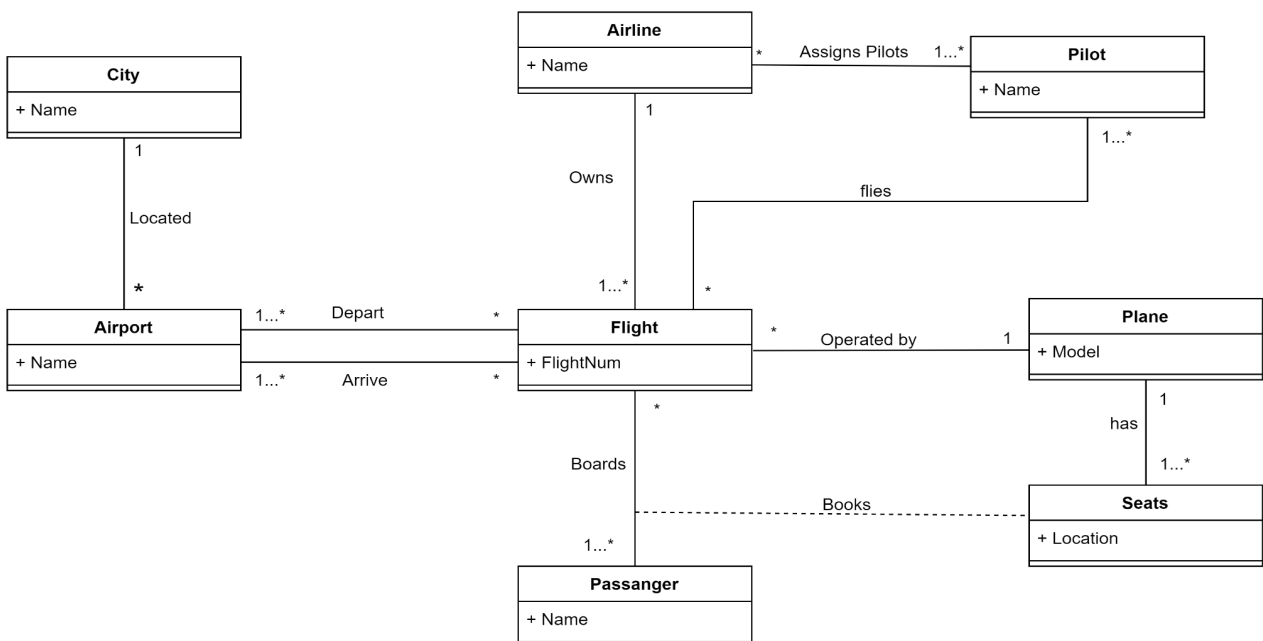 Airline
+ Name
* Assigns Pilots 1...*
Pilot
+ Name
City
+ Name
1
1
1...*
Owns
flies
Located
*
1...*
*
Airport
+ Name
1...* Depart *
1...* Arrive *
Flight
+ FlightNum
* Operated by 1
Plane
+ Model
*
1
has
Boards
1...*
Books
Seats
+ Location
1...*
Passanger
+ Name